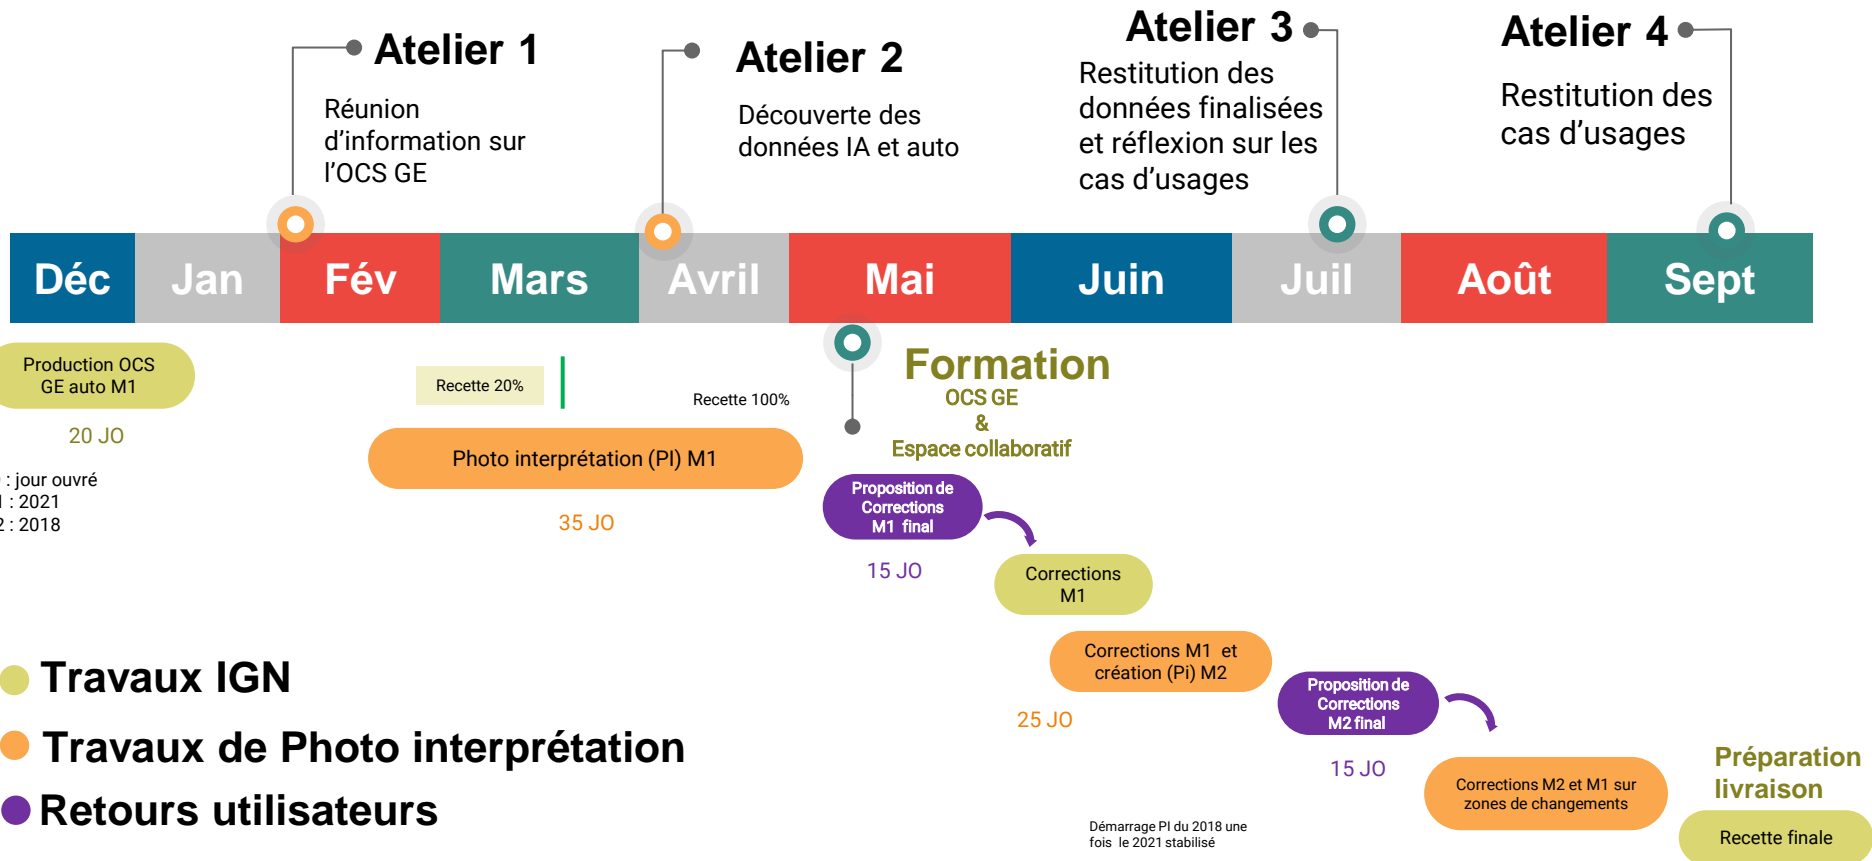 Atelier 1
Réunion
d'information sur
l'OCS GE
Atelier 2
Découverte des
données IA et auto
Atelier 3
Restitution des
données finalisées
et réflexion sur les
cas d'usages
Atelier 4
Restitution des
cas d'usages
Déc Jan Fév Mars Avril Mai Juin Juil Août Sept
Production OCS
GE auto M1
20 JO
: jour ouvré
1 : 2021
2 : 2018
Recette 20%
Recette 100%
Photo interprétation (PI) M1
35 JO
Formation
OCS GE
&
Espace collaboratif
Proposition de
Corrections
M1 final
15 JO
Corrections
M1
Corrections M1 et
création (Pi) M2
25 JO
Proposition de
Corrections
M2 final
15 JO
Corrections M2 et M1 sur
zones de changements
Préparation
livraison
Recette finale
Démarrage PI du 2018 une
fois le 2021 stabilisé
Travaux IGN
Travaux de Photo interprétation
Retours utilisateurs